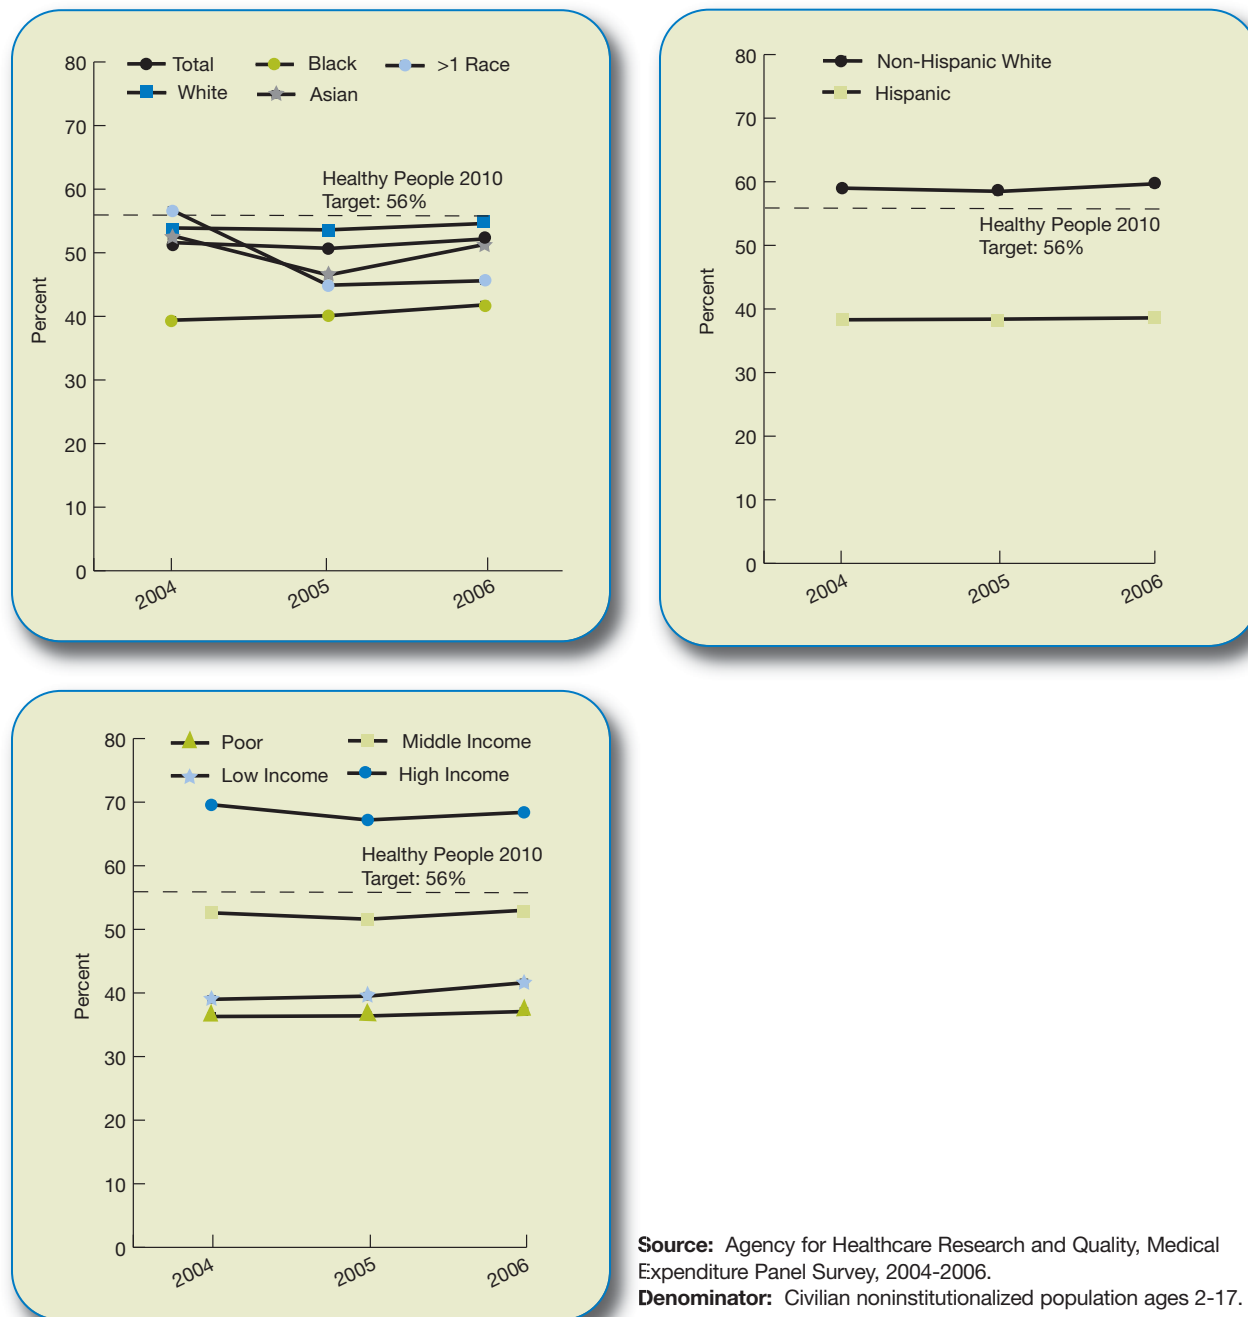 Total
Black
>1 Race
White
Asian
80
70
60
50
40
30
20
10
0
Percent
Healthy People 2010
Target: 56%
2004
2005
2006
Non-Hispanic White
Hispanic
80
70
60
50
40
30
20
10
0
Percent
Healthy People 2010
Target: 56%
2004
2005
2006
Poor
Middle Income
Low Income
High Income
80
70
60
50
40
30
20
10
0
Percent
Healthy People 2010
Target: 56%
2004
2005
2006
Source: Agency for Healthcare Research and Quality, Medical
Expenditure Panel Survey, 2004-2006.
Denominator: Civilian noninstitutionalized population ages 2-17.